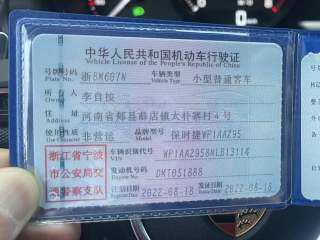 中华人民共和国机动车行驶证
Vehicle License of the People's Republic of China
号牌号码 浙BM607N 车辆类型 小型普通客车
Plate No. Vehicle Type
所有人 李自按
Owner
住址 河南省郏县薛店镇太朴寨村4号
Address
使用性质 非营运 品牌型号 保时捷WP1AA295
Use Character Model
浙江省宁波 车辆识别代号 WP1AA2958NLB13114
VIN
市公安局交 发动机号码 DKT051888
Engine No.
通警察支队 注册日期 2022-08-18 发证日期 2022-08-18
Register Date Issue Date